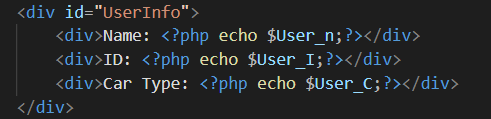 <div id="UserInfo">
<div>Name: <?php echo $User_n;?></div>
<div>ID: <?php echo $User_I;?></div>
<div>Car Type: <?php echo $User_C;?></div>
</div>